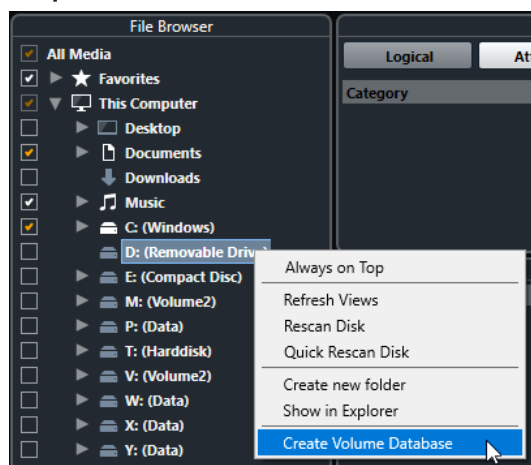 File Browser
All Media
Favorites
This Computer
Desktop
Documents
Downloads
Music
C: (Windows)
D: (Removable Drive)
E: (Compact Disc)
M: (Volume2)
P: (Data)
T: (Harddisk)
V: (Volume2)
W: (Data)
X: (Data)
Y: (Data)
Logical
Category
Always on Top
Refresh Views
Rescan Disk
Quick Rescan Disk
Create new folder
Show in Explorer
Create Volume Database